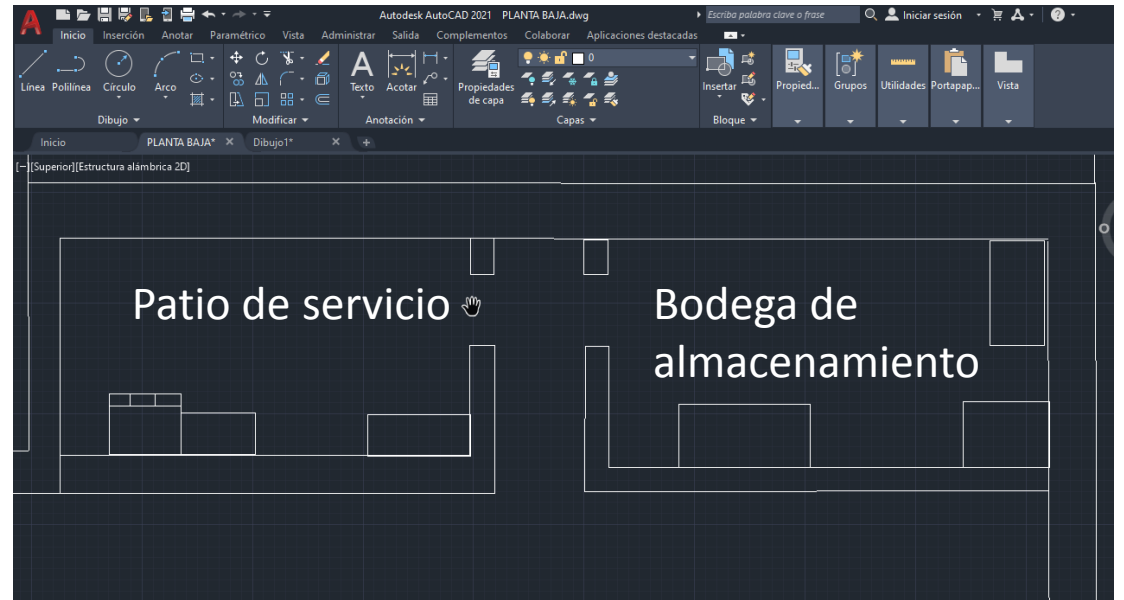 A
Autodesk AutoCAD 2021 PLANTA BAJA.dwg
Escriba palabra clave o frase
Iniciar sesión
Inicio Inserción Anotar Paramétrico Vista Administrar Salida Complementos Colaborar Aplicaciones destacadas
0
A
Línea Polilínea Círculo Arco Texto Acotar Propiedades de capa Insertar Propied... Grupos Utilidades Portapap... Vista
Dibujo Modificar Anotación Capas Bloque
Inicio PLANTA BAJA* Dibujo1*
[−][Superior][Estructura alámbrica 2D]
Patio de servicio
Bodega de
almacenamiento